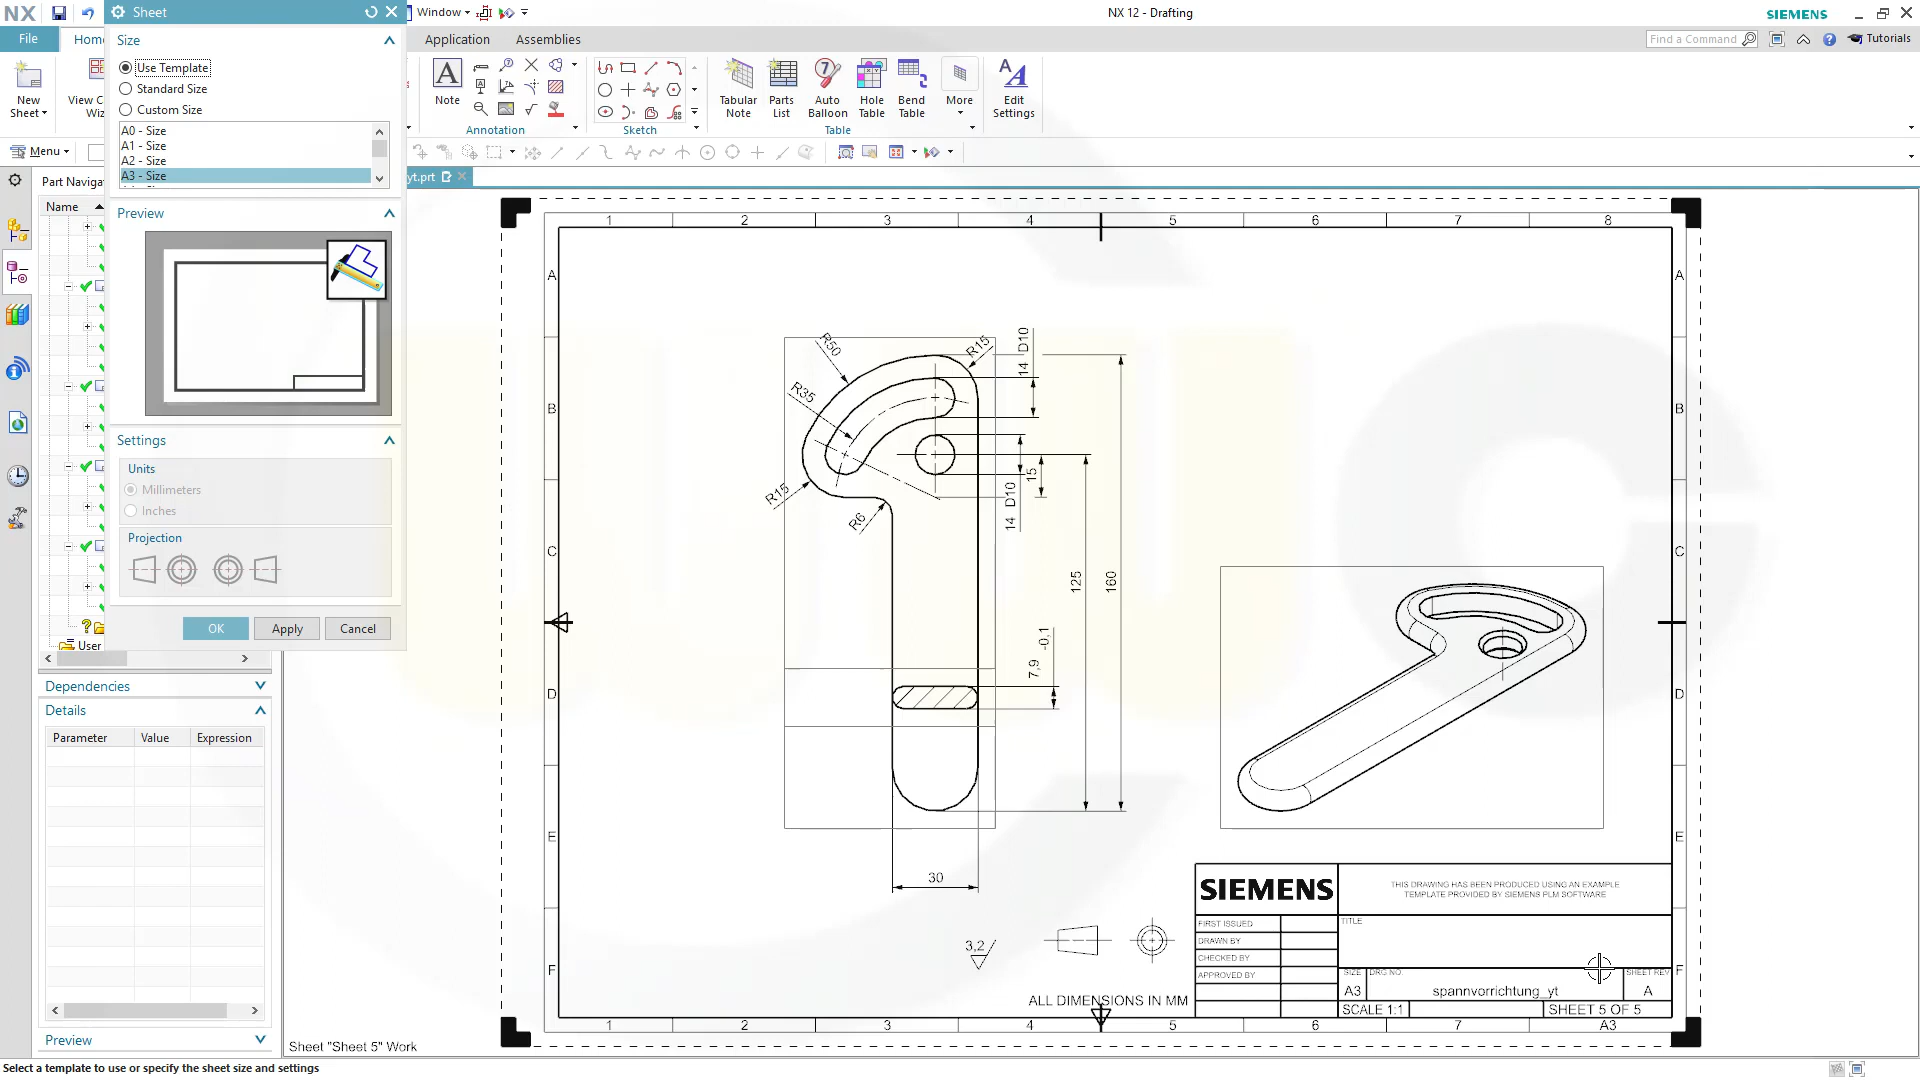 NX
Sheet
Window
NX 12 - Drafting
SIEMENS
File
Home
Application
Assemblies
Find a Command
Tutorials
Size
Use Template
Standard Size
Custom Size
A0 - Size
A1 - Size
A2 - Size
A3 - Size
New
Sheet
Note
Annotation
Sketch
Tabular
Note
Parts
List
Auto
Balloon
Hole
Table
Bend
Table
More
Table
Edit
Settings
Menu
yt.prt
Name
Preview
Settings
Units
Millimeters
Inches
Projection
OK
Apply
Cancel
User
Dependencies
Details
Parameter
Value
Expression
Preview
1 2 3 4 5 6 7 8
A
B
C
D
E
F
A
B
C
D
E
F
R50
R15
14 D10
R35
15
14 D10
R15
R6
125
160
7,9 -0,1
30
3,2
ALL DIMENSIONS IN MM
SIEMENS
THIS DRAWING HAS BEEN PRODUCED USING AN EXAMPLE
TEMPLATE PROVIDED BY SIEMENS PLM SOFTWARE
FIRST ISSUED
DRAWN BY
CHECKED BY
APPROVED BY
TITLE
SIZE
DRG NO.
SHEET REV
A3
spannvorrichtung_yt
A
SCALE 1:1
SHEET 5 OF 5
1 2 3 4 5 6 7 A3
Sheet "Sheet 5" Work
Select a template to use or specify the sheet size and settings